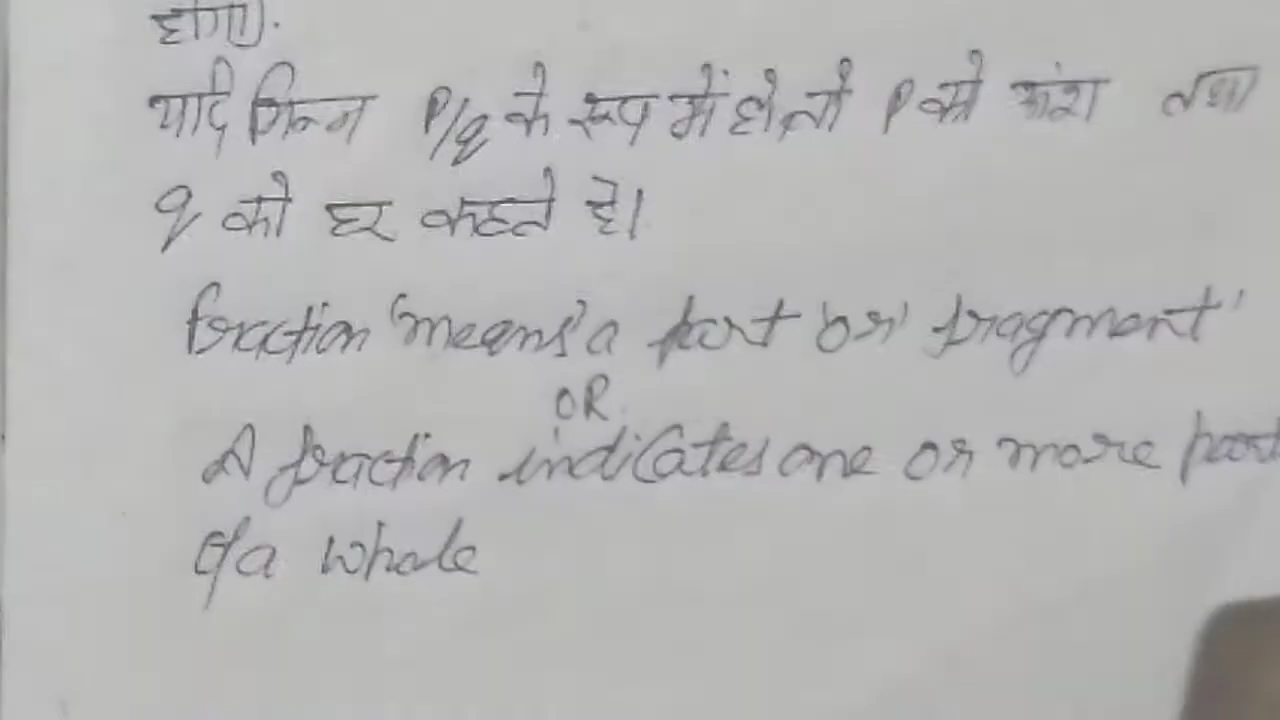 होगा).
यदि भिन्न P/q के रूप में हो तो P को अंश तथा
q को हर कहते है।
fraction 'means' a part 'or' 'fragment'
OR
A fraction indicates one or more part
of a whole